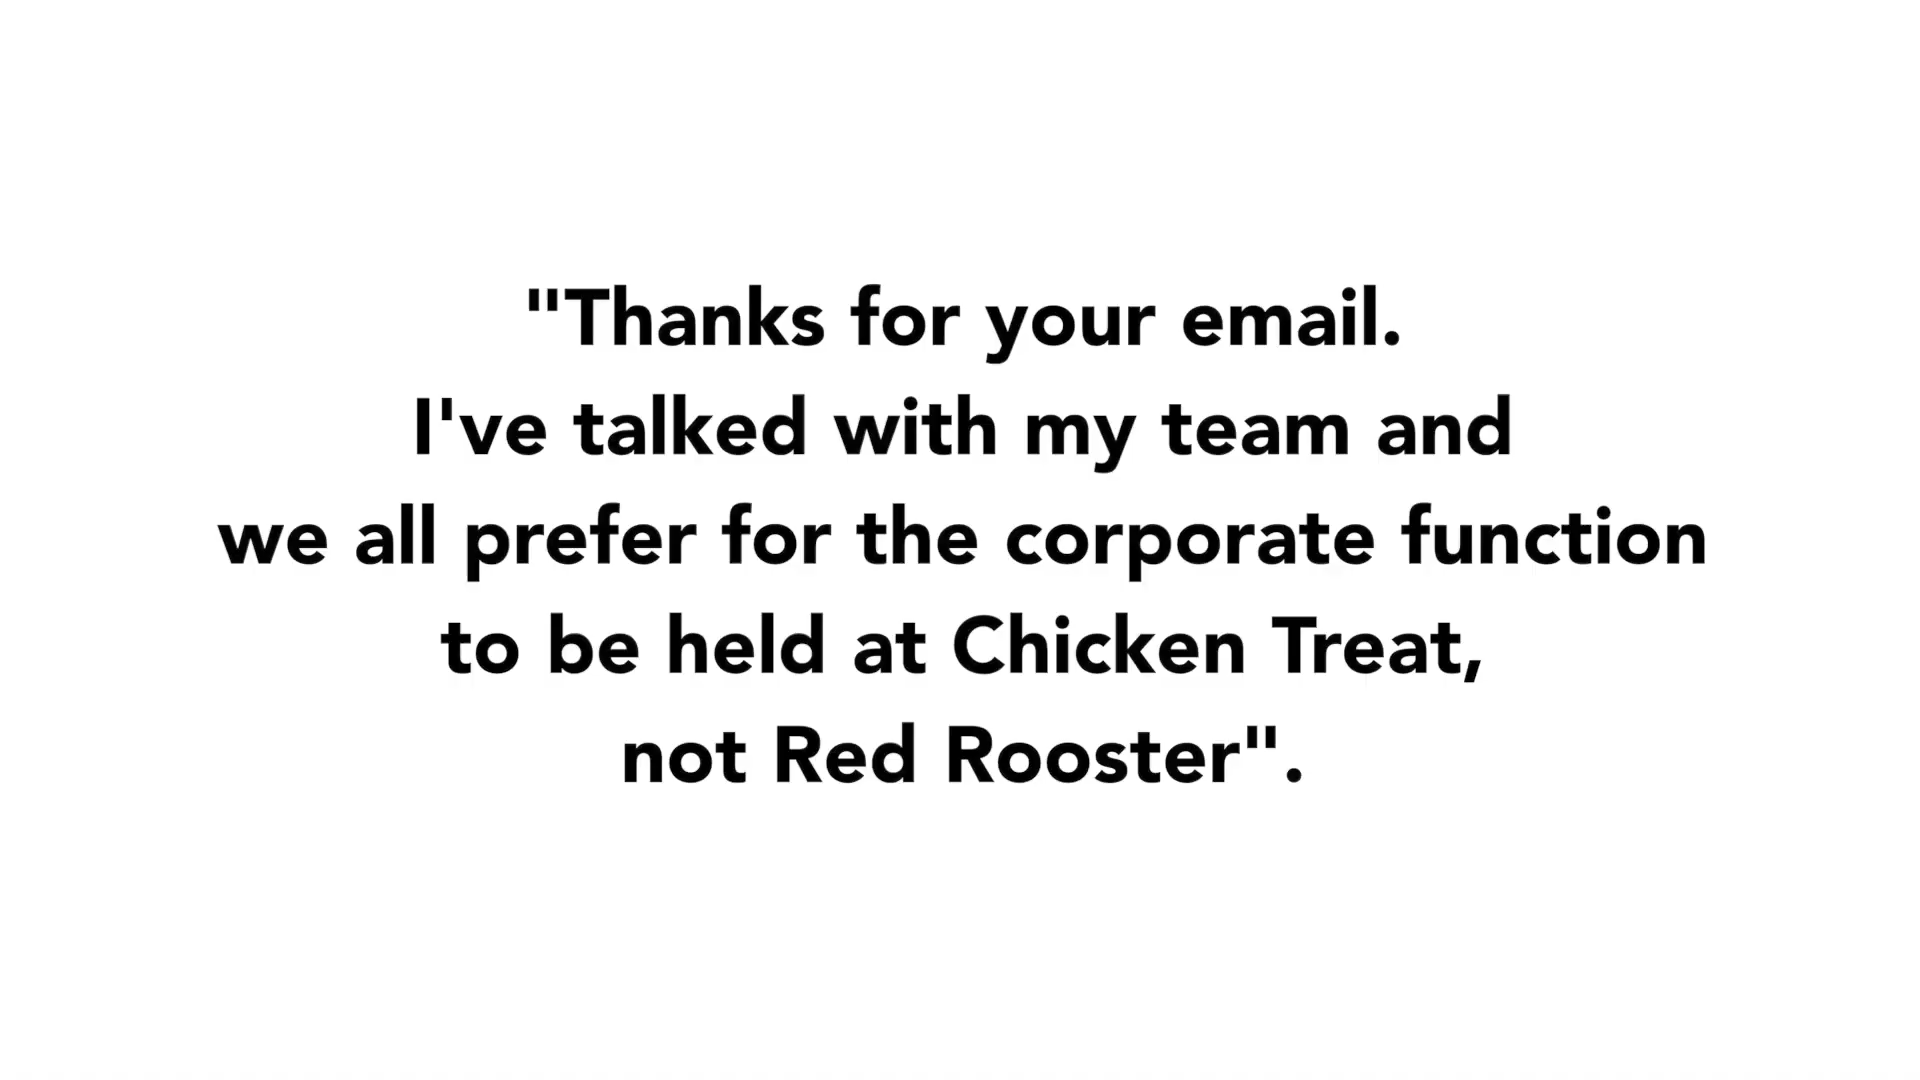 "Thanks for your email.
I've talked with my team and
we all prefer for the corporate function
to be held at Chicken Treat,
not Red Rooster".